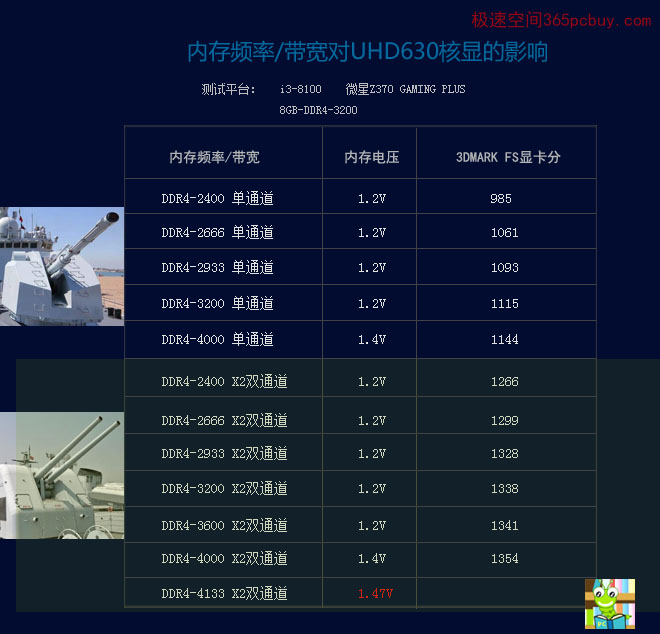 极速空间365pcbuy.com
内存频率/带宽对UHD630核显的影响
测试平台: i3-8100 微星Z370 GAMING PLUS
8GB-DDR4-3200
内存频率/带宽 内存电压 3DMARK FS显卡分
DDR4-2400 单通道 1.2V 985
DDR4-2666 单通道 1.2V 1061
DDR4-2933 单通道 1.2V 1093
DDR4-3200 单通道 1.2V 1115
DDR4-4000 单通道 1.4V 1144
DDR4-2400 X2双通道 1.2V 1266
DDR4-2666 X2双通道 1.2V 1299
DDR4-2933 X2双通道 1.2V 1328
DDR4-3200 X2双通道 1.2V 1338
DDR4-3600 X2双通道 1.2V 1341
DDR4-4000 X2双通道 1.4V 1354
DDR4-4133 X2双通道 1.47V